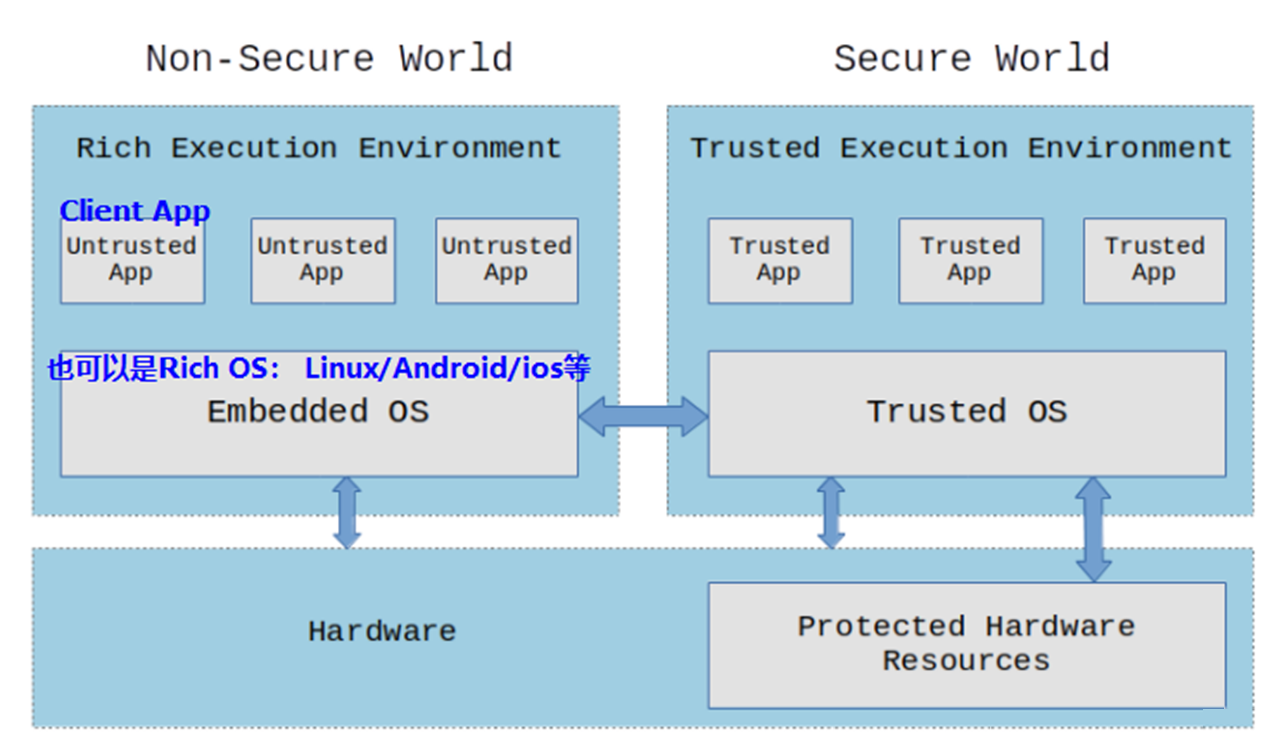 Non-Secure World
Secure World
Rich Execution Environment
Trusted Execution Environment
Client App
Untrusted
App
Untrusted
App
Untrusted
App
Trusted
App
Trusted
App
Trusted
App
也可以是Rich OS： Linux/Android/ios等
Embedded OS
Trusted OS
Hardware
Protected Hardware
Resources